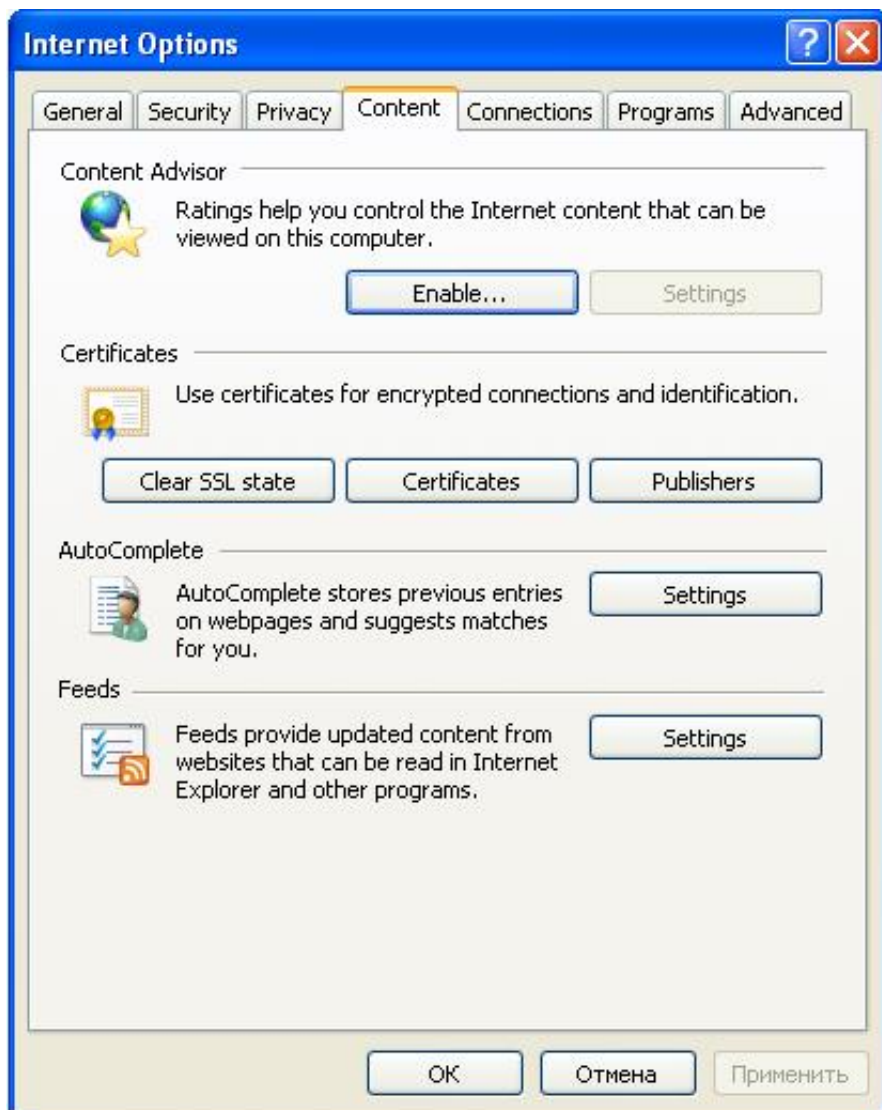 Internet Options
General Security Privacy Content Connections Programs Advanced
Content Advisor
Ratings help you control the Internet content that can be
viewed on this computer.
Enable... Settings
Certificates
Use certificates for encrypted connections and identification.
Clear SSL state Certificates Publishers
AutoComplete
AutoComplete stores previous entries
on webpages and suggests matches
for you.
Settings
Feeds
Feeds provide updated content from
websites that can be read in Internet
Explorer and other programs.
Settings
ОК Отмена Применить